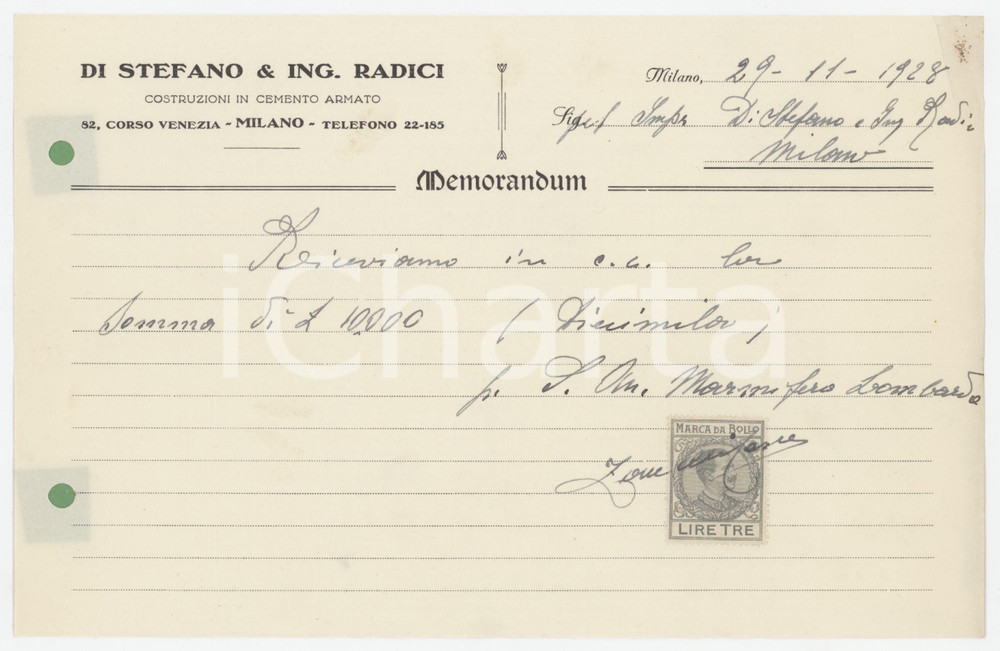 DI STEFANO & ING. RADICI
COSTRUZIONI IN CEMENTO ARMATO
82, CORSO VENEZIA - MILANO - TELEFONO 22-185
Milano, 29 - 11 - 1928
Sig. Impr Di Stefano e Ing Radici
Milano
Memorandum
Riceviamo in c.a. la
somma di £ 10000 (Diecimila)
p. S. An. Marmifera Lombarda
MARCA DA BOLLO
LIRE TRE
iCharta